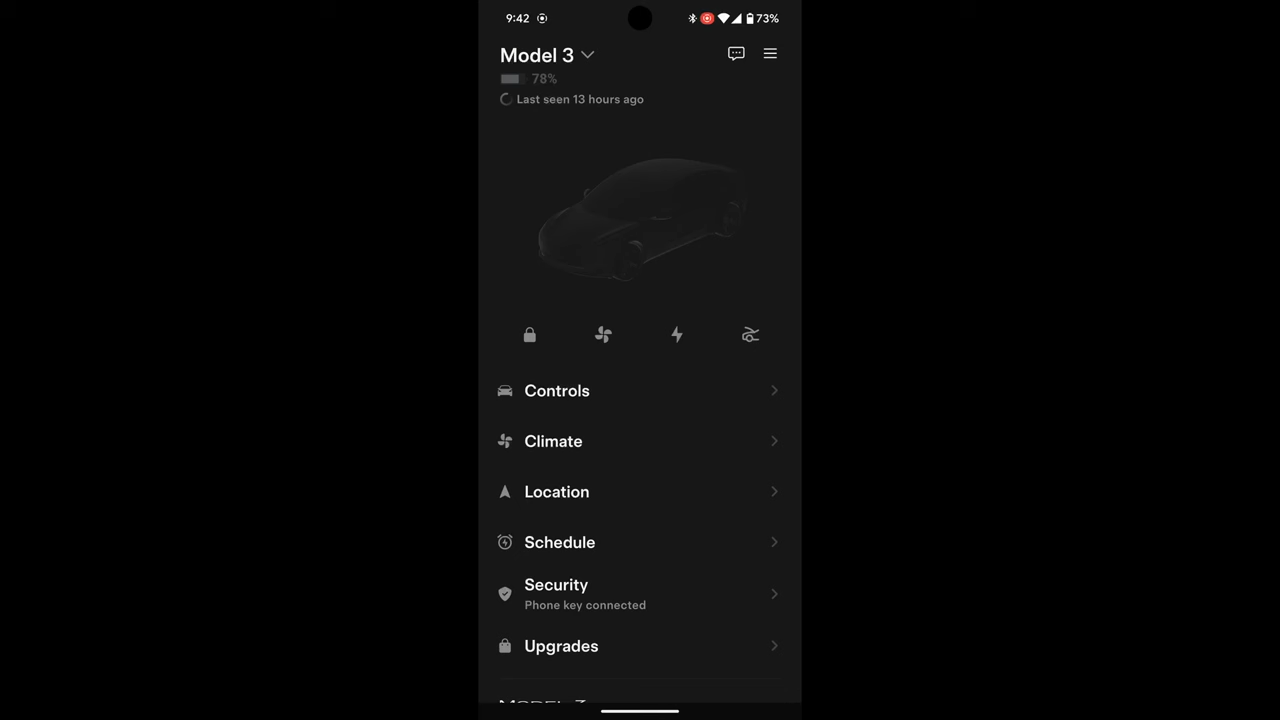 9:42
73%
Model 3
78%
Last seen 13 hours ago
Controls
Climate
Location
Schedule
Security
Phone key connected
Upgrades